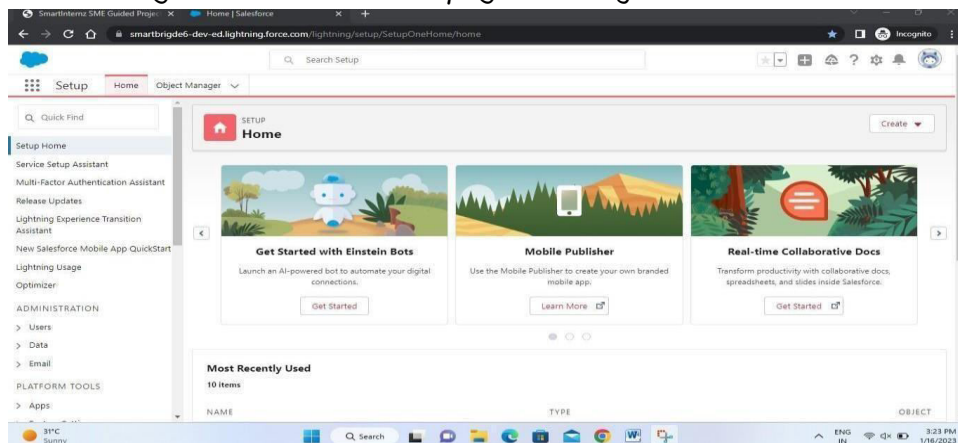 SmartInternz SME Guided Proje
Home | Salesforce
smartbrigde6-dev-ed.lightning.force.com/lightning/setup/SetupOneHome/home
Incognito
Search Setup
Setup
Home
Object Manager
Quick Find
Setup Home
Service Setup Assistant
Multi-Factor Authentication Assistant
Release Updates
Lightning Experience Transition
Assistant
New Salesforce Mobile App QuickStart
Lightning Usage
Optimizer
ADMINISTRATION
Users
Data
Email
PLATFORM TOOLS
Apps
SETUP
Home
Create
Get Started with Einstein Bots
Launch an AI-powered bot to automate your digital
connections.
Get Started
Mobile Publisher
Use the Mobile Publisher to create your own branded
mobile app.
Learn More
Real-time Collaborative Docs
Transform productivity with collaborative docs,
spreadsheets, and slides inside Salesforce.
Get Started
Most Recently Used
10 items
NAME
TYPE
OBJECT
31°C
Sunny
Search
ENG
IN
3:23 PM
1/16/2023